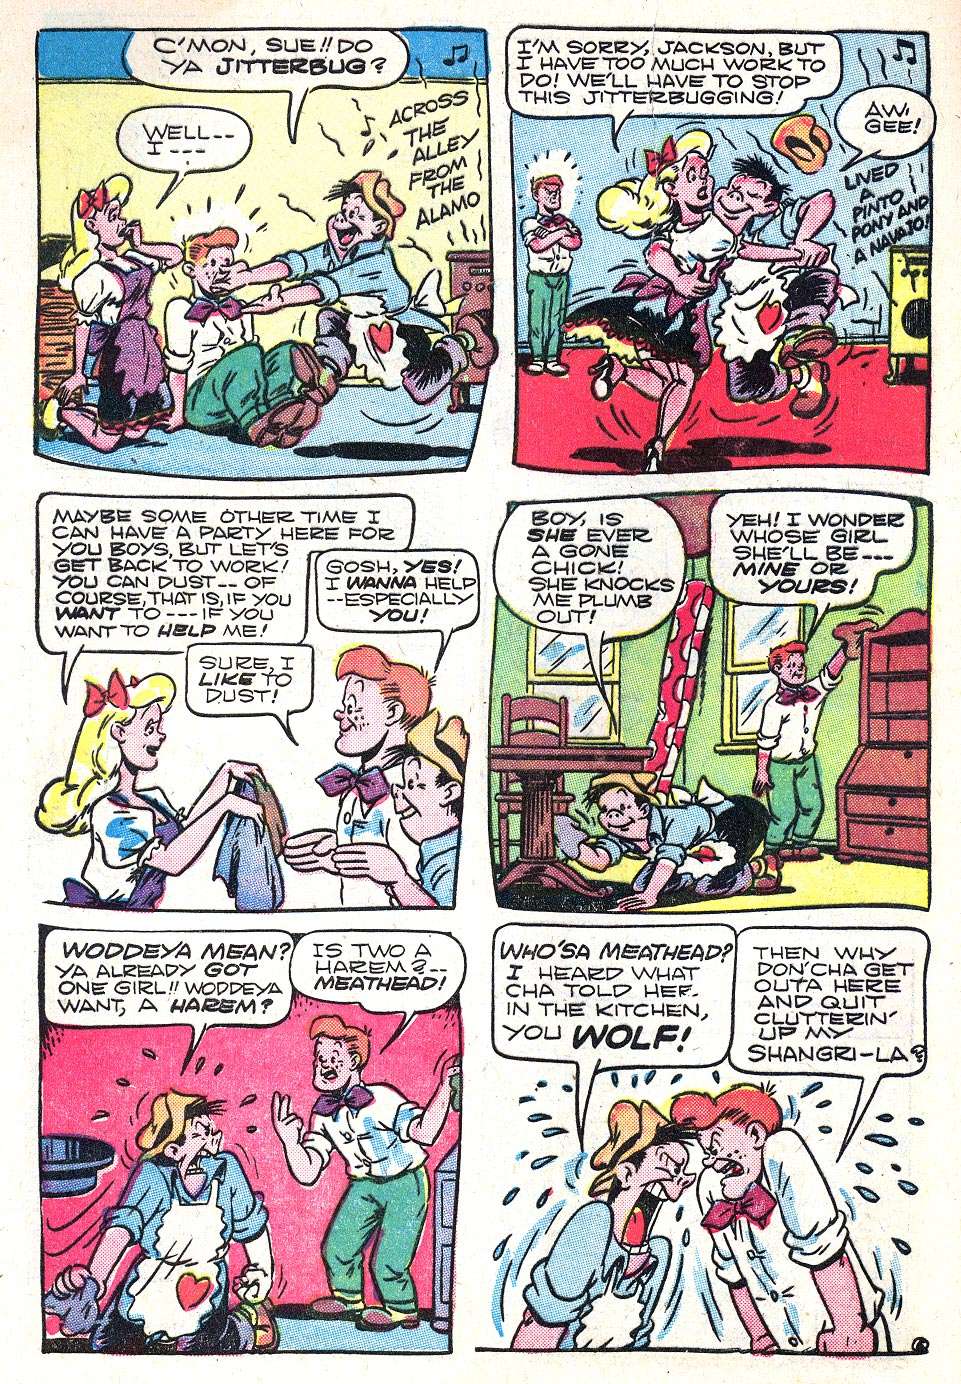 C'MON, SUE!! DO
YA JITTERBUG?
WELL--
I---
ACROSS
THE
ALLEY
FROM
THE
ALAMO
I'M SORRY, JACKSON, BUT
I HAVE TOO MUCH WORK TO
DO! WE'LL HAVE TO STOP
THIS JITTERBUGGING!
AW,
GEE!
LIVED
A
PINTO
PONY AND
A NAVAJO!
MAYBE SOME OTHER TIME I
CAN HAVE A PARTY HERE FOR
YOU BOYS, BUT LET'S
GET BACK TO WORK!
YOU CAN DUST -- OF
COURSE, THAT IS, IF YOU
WANT TO --- IF YOU
WANT TO HELP ME!
GOSH, YES!
I WANNA HELP
--ESPECIALLY
YOU!
SURE, I
LIKE TO
DUST!
BOY, IS
SHE EVER
A GONE
CHICK!
SHE KNOCKS
ME PLUMB
OUT!
YEH! I WONDER
WHOSE GIRL
SHE'LL BE ---
MINE OR
YOURS!
WODDEYA MEAN?
YA ALREADY GOT
ONE GIRL!! WODDEYA
WANT, A HAREM?
IS TWO A
HAREM?--
MEATHEAD!
WHO'SA MEATHEAD?
I HEARD WHAT
CHA TOLD HER
IN THE KITCHEN,
YOU WOLF!
THEN WHY
DON'CHA GET
OUTA HERE
AND QUIT
CLUTTERIN'
UP MY
SHANGRI-LA?